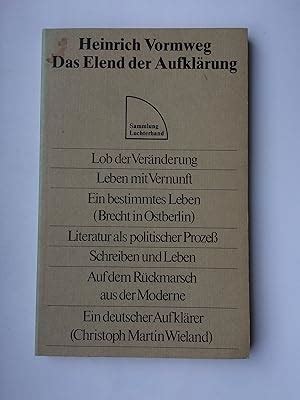 Heinrich Vormweg
Das Elend der Aufklärung
Sammlung
Luchterhand
Lob der Veränderung
Leben mit Vernunft
Ein bestimmtes Leben
(Brecht in Ostberlin)
Literatur als politischer Prozeß
Schreiben und Leben
Auf dem Rückmarsch
aus der Moderne
Ein deutscher Aufklärer
(Christoph Martin Wieland)